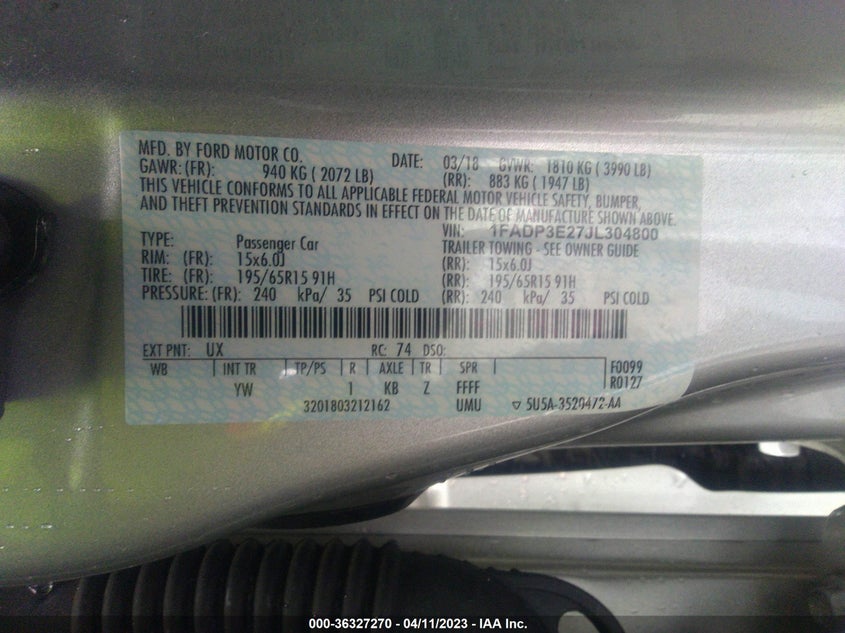 MFD. BY FORD MOTOR CO. DATE: 03/18 GVWR: 1810 KG ( 3990 LB)
GAWR: (FR): 940 KG ( 2072 LB) (RR): 883 KG ( 1947 LB)
THIS VEHICLE CONFORMS TO ALL APPLICABLE FEDERAL MOTOR VEHICLE SAFETY, BUMPER,
AND THEFT PREVENTION STANDARDS IN EFFECT ON THE DATE OF MANUFACTURE SHOWN ABOVE.
VIN: 1FADP3E27JL304800
TYPE: Passenger Car TRAILER TOWING - SEE OWNER GUIDE
RIM: (FR): 15x6.0J (RR): 15x6.0J
TIRE: (FR): 195/65R15 91H (RR): 195/65R15 91H
PRESSURE: (FR): 240 kPa/ 35 PSI COLD (RR): 240 kPa/ 35 PSI COLD
EXT PNT: UX RC: 74 DSO:
WB INT TR TP/PS R AXLE TR SPR F0099
YW 1 KB Z FFFF R0127
3201803212162 UMU ▽ 5U5A-3520472-AA
000-36327270 - 04/11/2023 - IAA Inc.